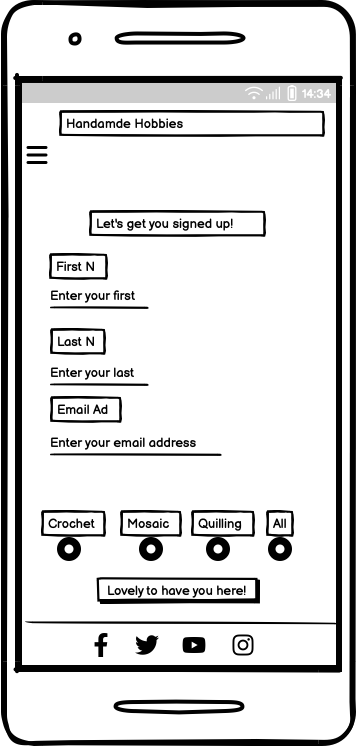 14:34
Handamde Hobbies
Let's get you signed up!
First N
Enter your first
Last N
Enter your last
Email Ad
Enter your email address
Crochet Mosaic Quilling All
Lovely to have you here!